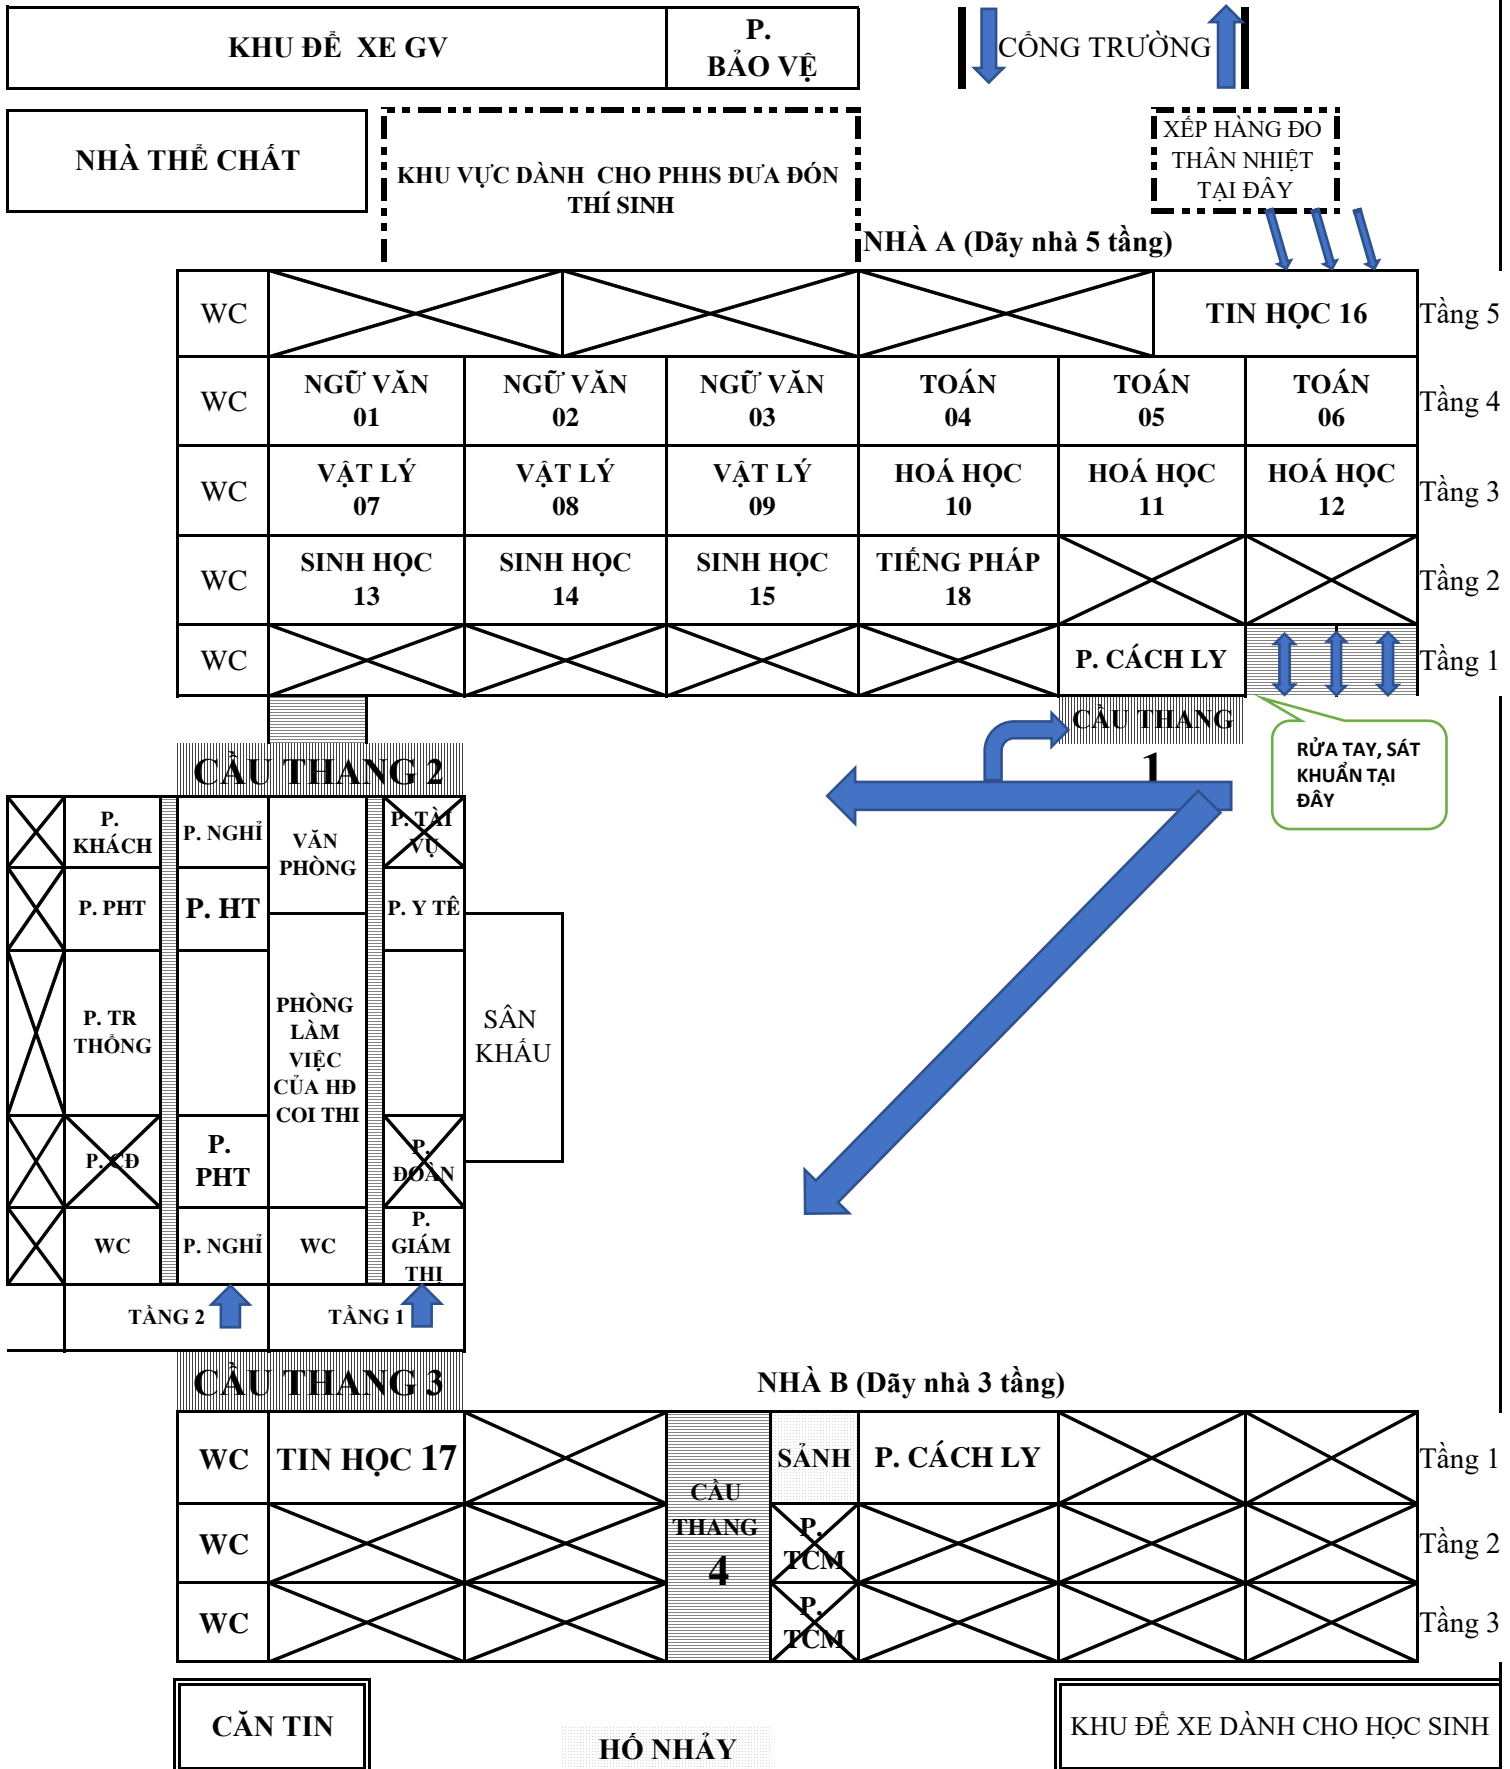 KHU ĐỂ XE GV
P.
BẢO VỆ
CỔNG TRƯỜNG
NHÀ THỂ CHẤT
KHU VỰC DÀNH CHO PHHS ĐƯA ĐÓN
THÍ SINH
XẾP HÀNG ĐO
THÂN NHIỆT
TẠI ĐÂY
NHÀ A (Dãy nhà 5 tầng)
WC
TIN HỌC 16
Tầng 5
WC
NGỮ VĂN
01
NGỮ VĂN
02
NGỮ VĂN
03
TOÁN
04
TOÁN
05
TOÁN
06
Tầng 4
WC
VẬT LÝ
07
VẬT LÝ
08
VẬT LÝ
09
HOÁ HỌC
10
HOÁ HỌC
11
HOÁ HỌC
12
Tầng 3
WC
SINH HỌC
13
SINH HỌC
14
SINH HỌC
15
TIẾNG PHÁP
18
Tầng 2
WC
P. CÁCH LY
Tầng 1
CẦU THANG
1
RỬA TAY, SÁT
KHUẨN TẠI
ĐÂY
CẦU THANG 2
P.
KHÁCH
P. NGHỈ
VĂN
PHÒNG
P. TÀI
VỤ
P. PHT
P. HT
P. Y TÊ
P. TR
THỐNG
PHÒNG
LÀM
VIỆC
CỦA HĐ
COI THI
SÂN
KHẤU
P. CĐ
P.
PHT
P.
ĐOÀN
WC
P. NGHỈ
WC
P.
GIÁM
THỊ
TẦNG 2
TẦNG 1
CẦU THANG 3
NHÀ B (Dãy nhà 3 tầng)
WC
TIN HỌC 17
CẦU
THANG
4
SẢNH
P. CÁCH LY
Tầng 1
WC
P.
TCM
Tầng 2
WC
P.
TCM
Tầng 3
CĂN TIN
HỐ NHẢY
KHU ĐỂ XE DÀNH CHO HỌC SINH